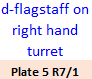 d-flagstaff on
right hand
turret
Plate 5 R7/1